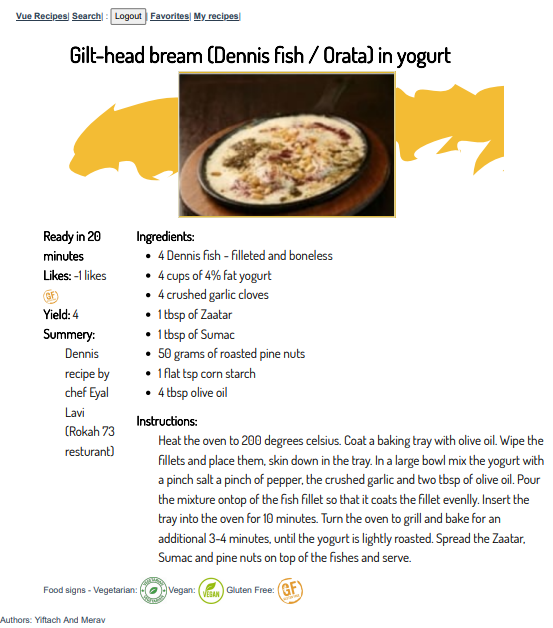 Vue Recipes| Search| : Logout | Favorites| My recipes|
Gilt-head bream (Dennis fish / Orata) in yogurt
Ready in 20
minutes
Likes: -1 likes
GF
Yield: 4
Summery:
Dennis
recipe by
chef Eyal
Lavi
(Rokah 73
resturant)
Ingredients:
• 4 Dennis fish - filleted and boneless
• 4 cups of 4% fat yogurt
• 4 crushed garlic cloves
• 1 tbsp of Zaatar
• 1 tbsp of Sumac
• 50 grams of roasted pine nuts
• 1 flat tsp corn starch
• 4 tbsp olive oil
Instructions:
Heat the oven to 200 degrees celsius. Coat a baking tray with olive oil. Wipe the
fillets and place them, skin down in the tray. In a large bowl mix the yogurt with
a pinch salt a pinch of pepper, the crushed garlic and two tbsp of olive oil. Pour
the mixture ontop of the fish fillet so that it coats the fillet evenlly. Insert the
tray into the oven for 10 minutes. Turn the oven to grill and bake for an
additional 3-4 minutes, until the yogurt is lightly roasted. Spread the Zaatar,
Sumac and pine nuts on top of the fishes and serve.
Food signs - Vegetarian: Vegan: VEGAN Gluten Free: GF
Authors: Yiftach And Merav